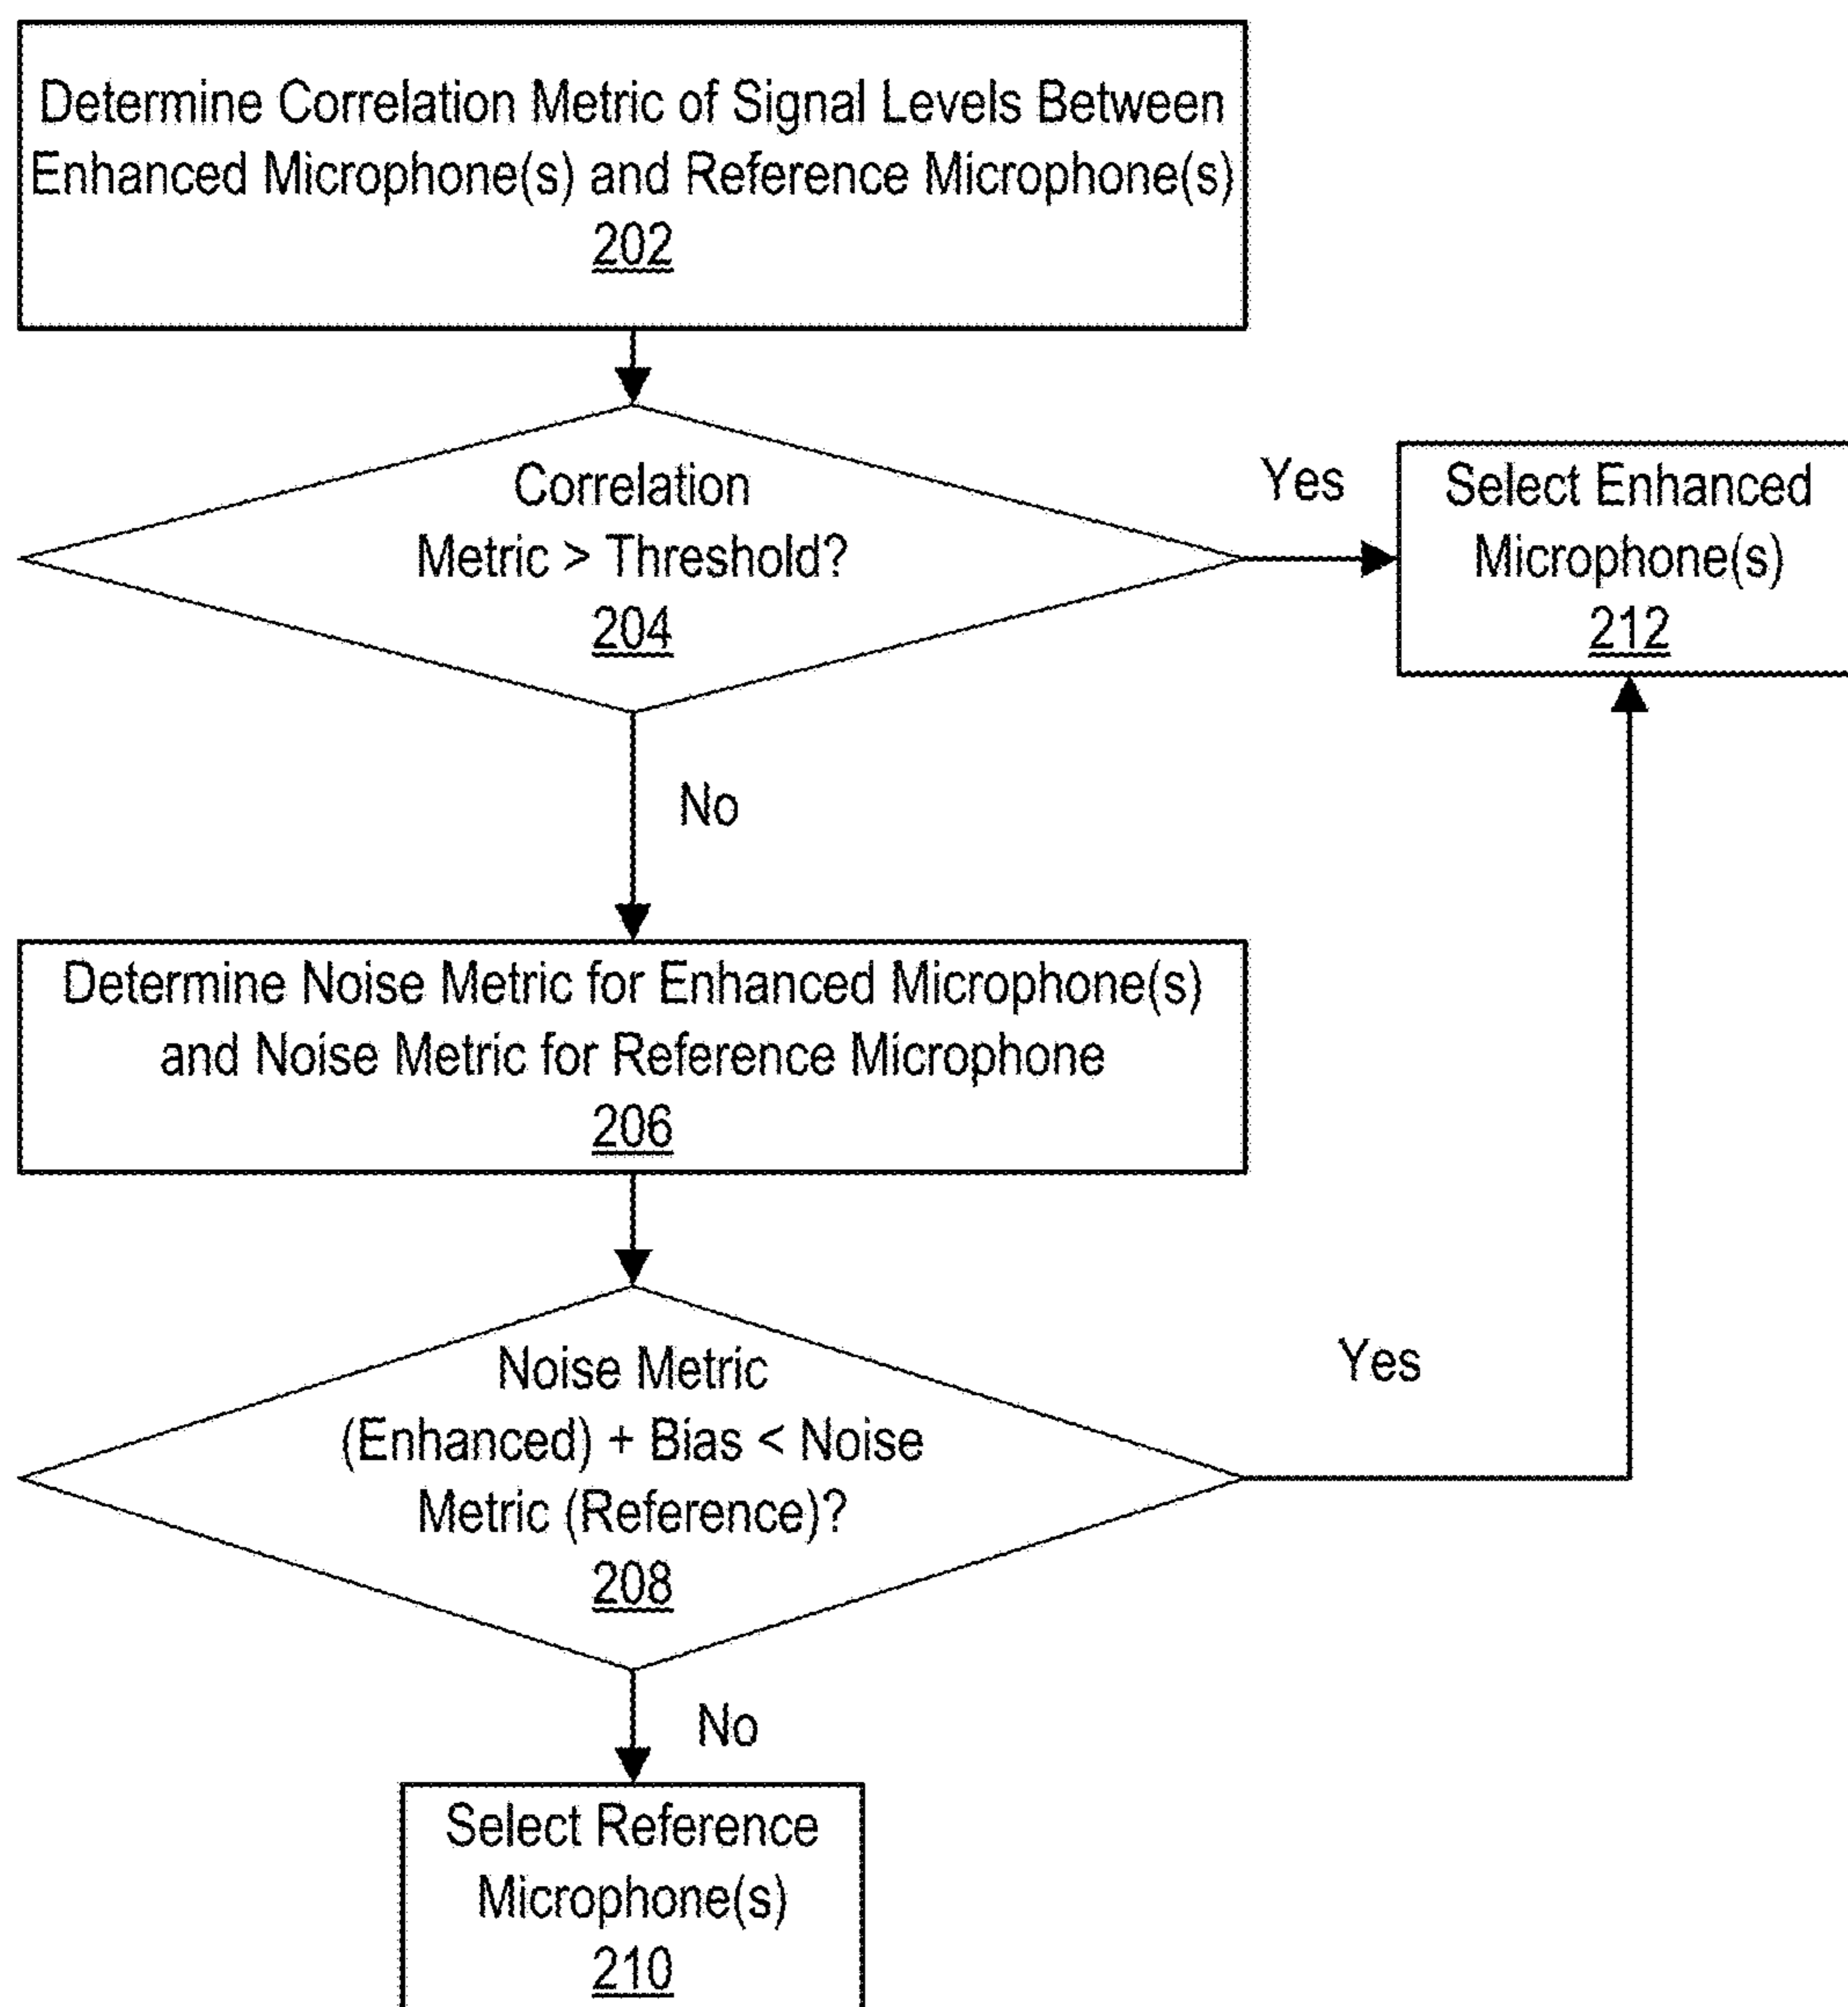 Determine Correlation Metric of Signal Levels Between
Enhanced Microphone(s) and Reference Microphone(s)
202
Correlation
Metric > Threshold?
204
Yes
Select Enhanced
Microphone(s)
212
No
Determine Noise Metric for Enhanced Microphone(s)
and Noise Metric for Reference Microphone
206
Noise Metric
(Enhanced) + Bias < Noise
Metric (Reference)?
208
Yes
No
Select Reference
Microphone(s)
210